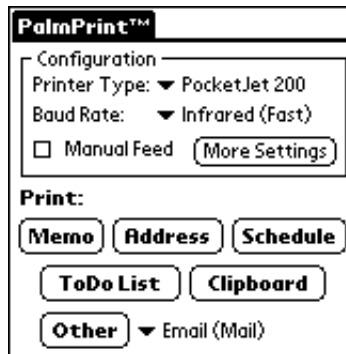 PalmPrint™
Configuration
Printer Type: PocketJet 200
Baud Rate: Infrared (Fast)
Manual Feed More Settings
Print:
Memo Address Schedule
ToDo List Clipboard
Other Email (Mail)